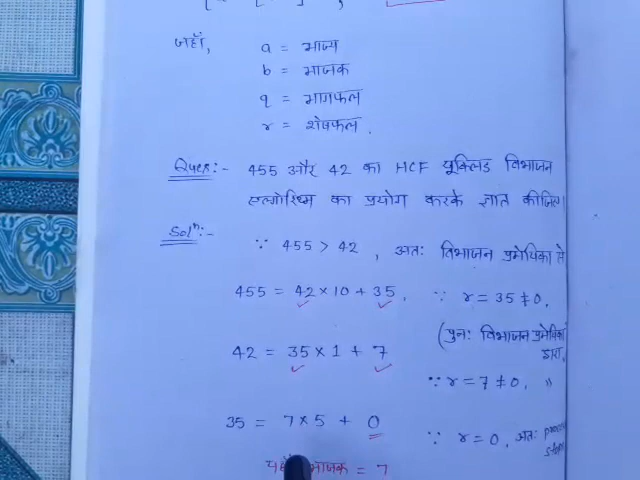 जहाँ, a = भाज्य
b = भाजक
q = भागफल
r = शेषफल.
Ques:- 455 और 42 का HCF यूक्लिड विभाजन
एल्गोरिथ्म का प्रयोग करके ज्ञात कीजिए।
Solⁿ:-
∵ 455 > 42 , अतः विभाजन प्रमेयिका से
455 = 42 × 10 + 35, ∵ r = 35 ≠ 0,
(पुनः विभाजन प्रमेयिका
द्वारा,
42 = 35 × 1 + 7
∵ r = 7 ≠ 0, "
35 = 7 × 5 + 0 ∵ r = 0, अतः
भाजक = 7